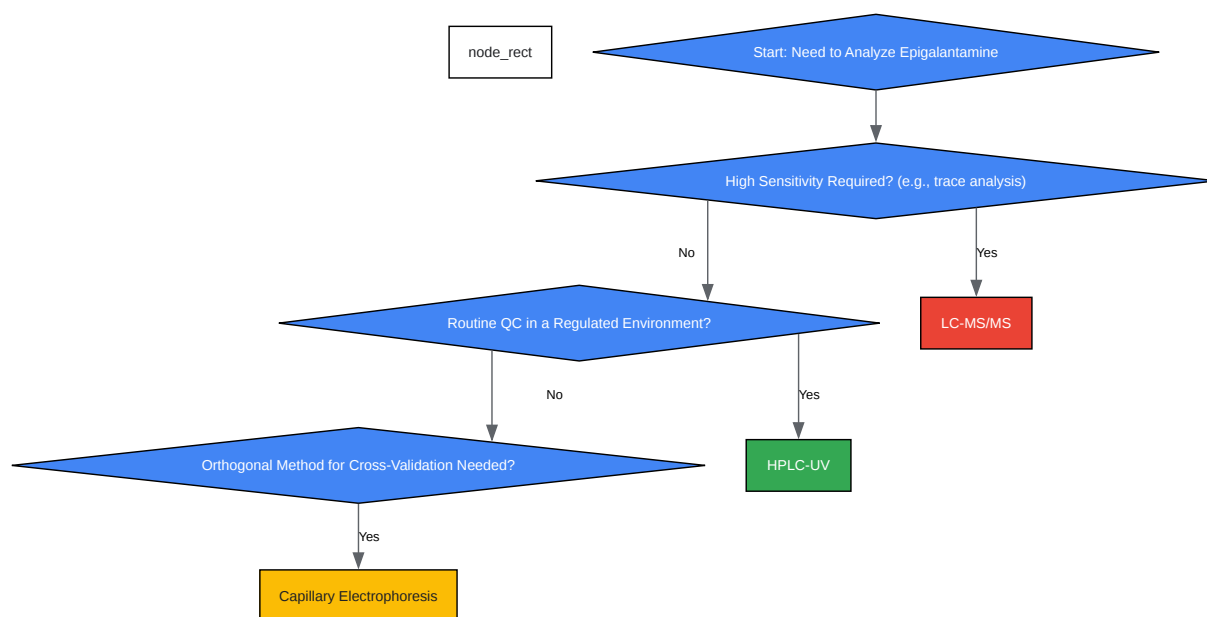 node_rect
Start: Need to Analyze Epigalantamine
High Sensitivity Required? (e.g., trace analysis)
No
Yes
Routine QC in a Regulated Environment?
LC-MS/MS
No
Yes
Orthogonal Method for Cross-Validation Needed?
HPLC-UV
Yes
Capillary Electrophoresis